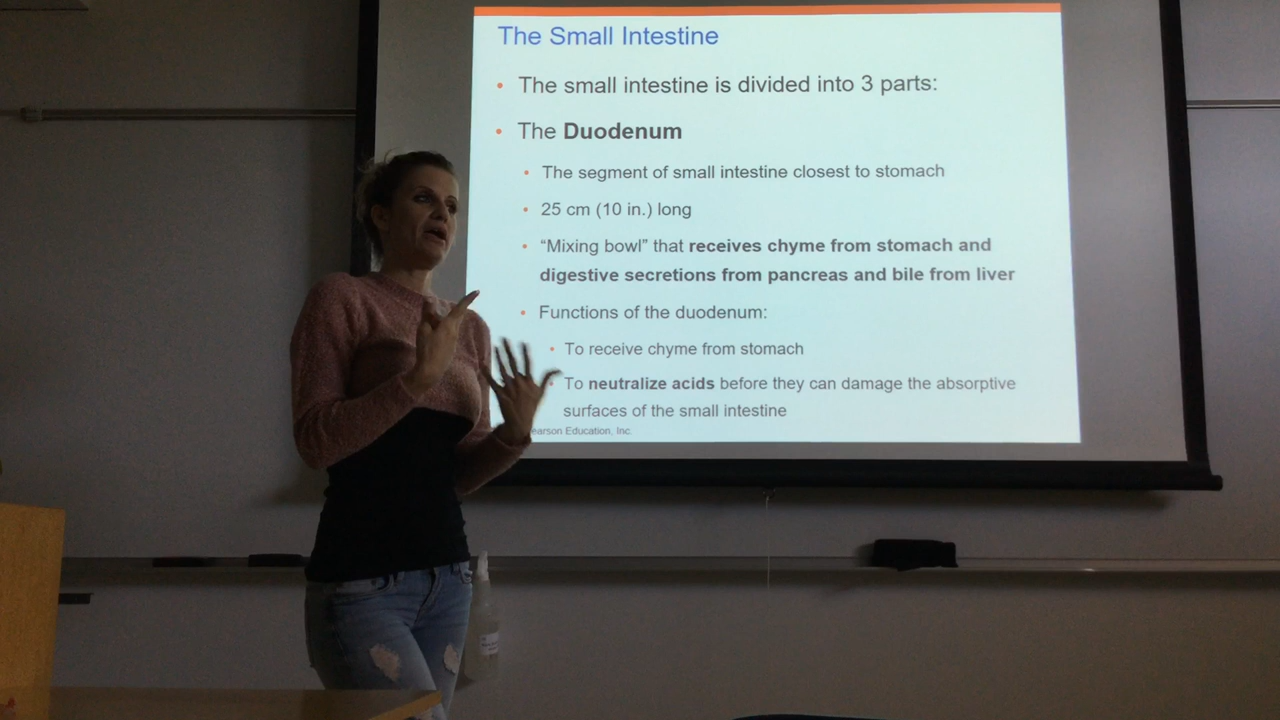 The Small Intestine
• The small intestine is divided into 3 parts:
• The Duodenum
• The segment of small intestine closest to stomach
• 25 cm (10 in.) long
• “Mixing bowl” that receives chyme from stomach and
digestive secretions from pancreas and bile from liver
• Functions of the duodenum:
• To receive chyme from stomach
• To neutralize acids before they can damage the absorptive
surfaces of the small intestine
Education, Inc.